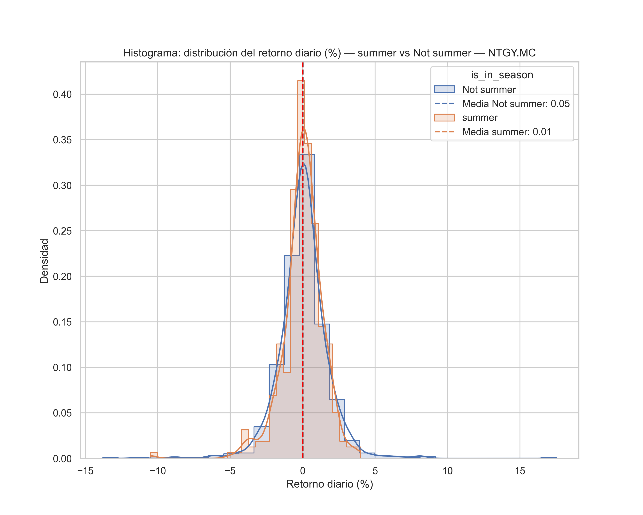 Histograma: distribución del retorno diario (%) — summer vs Not summer — NTGY.MC
is_in_season
Not summer
Media Not summer: 0.05
summer
Media summer: 0.01
Densidad
0.40
0.35
0.30
0.25
0.20
0.15
0.10
0.05
0.00
−15
−10
−5
0
5
10
15
Retorno diario (%)